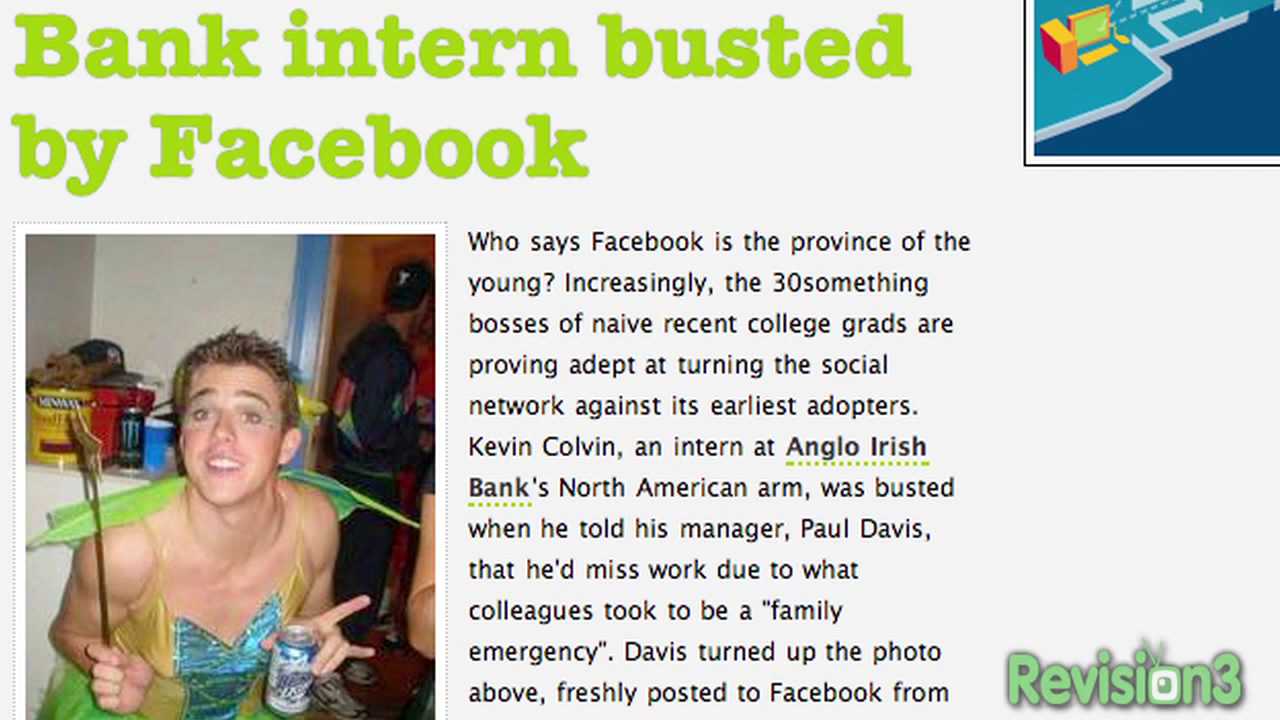 Bank intern busted
by Facebook
Who says Facebook is the province of the
young? Increasingly, the 30something
bosses of naive recent college grads are
proving adept at turning the social
network against its earliest adopters.
Kevin Colvin, an intern at Anglo Irish
Bank's North American arm, was busted
when he told his manager, Paul Davis,
that he'd miss work due to what
colleagues took to be a "family
emergency". Davis turned up the photo
above, freshly posted to Facebook from
MINWAX
Revision3